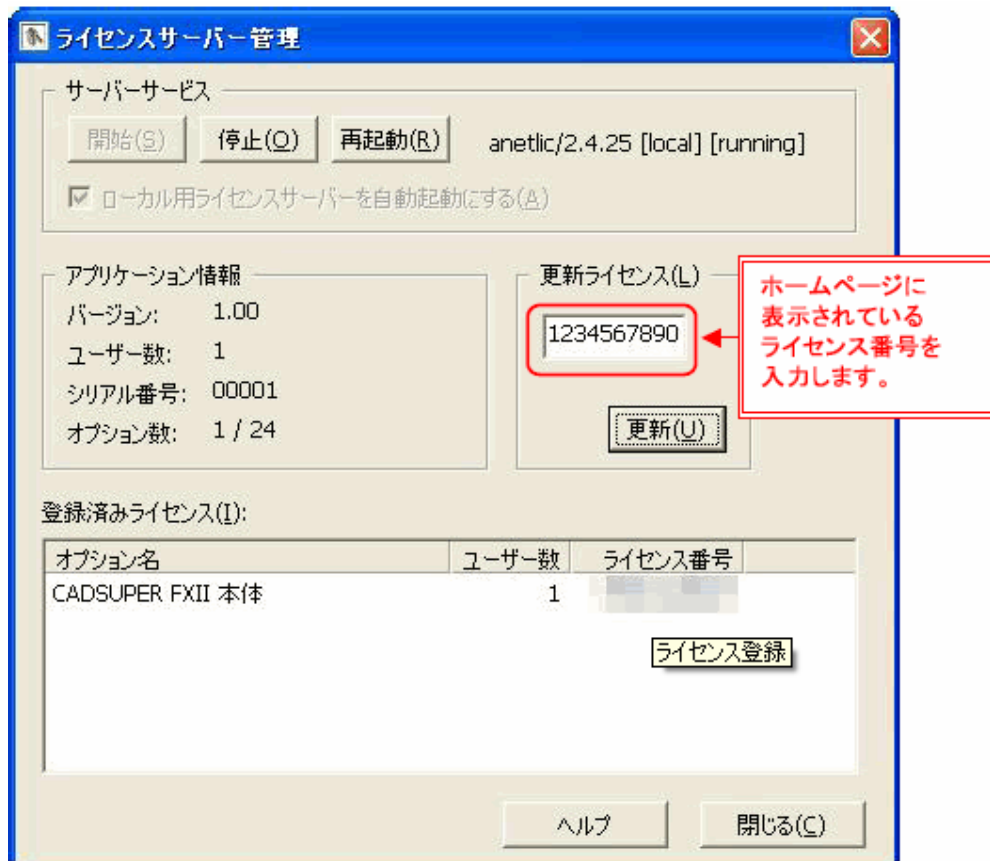 ライセンスサーバー管理
サーバーサービス
開始(S) 停止(O) 再起動(R) anetlic/2.4.25 [local] [running]
ローカル用ライセンスサーバーを自動起動にする(A)
アプリケーション情報
バージョン: 1.00
ユーザー数: 1
シリアル番号: 00001
オプション数: 1 / 24
更新ライセンス(L)
1234567890
更新(U)
ホームページに
表示されている
ライセンス番号を
入力します。
登録済みライセンス(I):
オプション名 ユーザー数 ライセンス番号
CADSUPER FXII 本体 1
ライセンス登録
ヘルプ 閉じる(C)